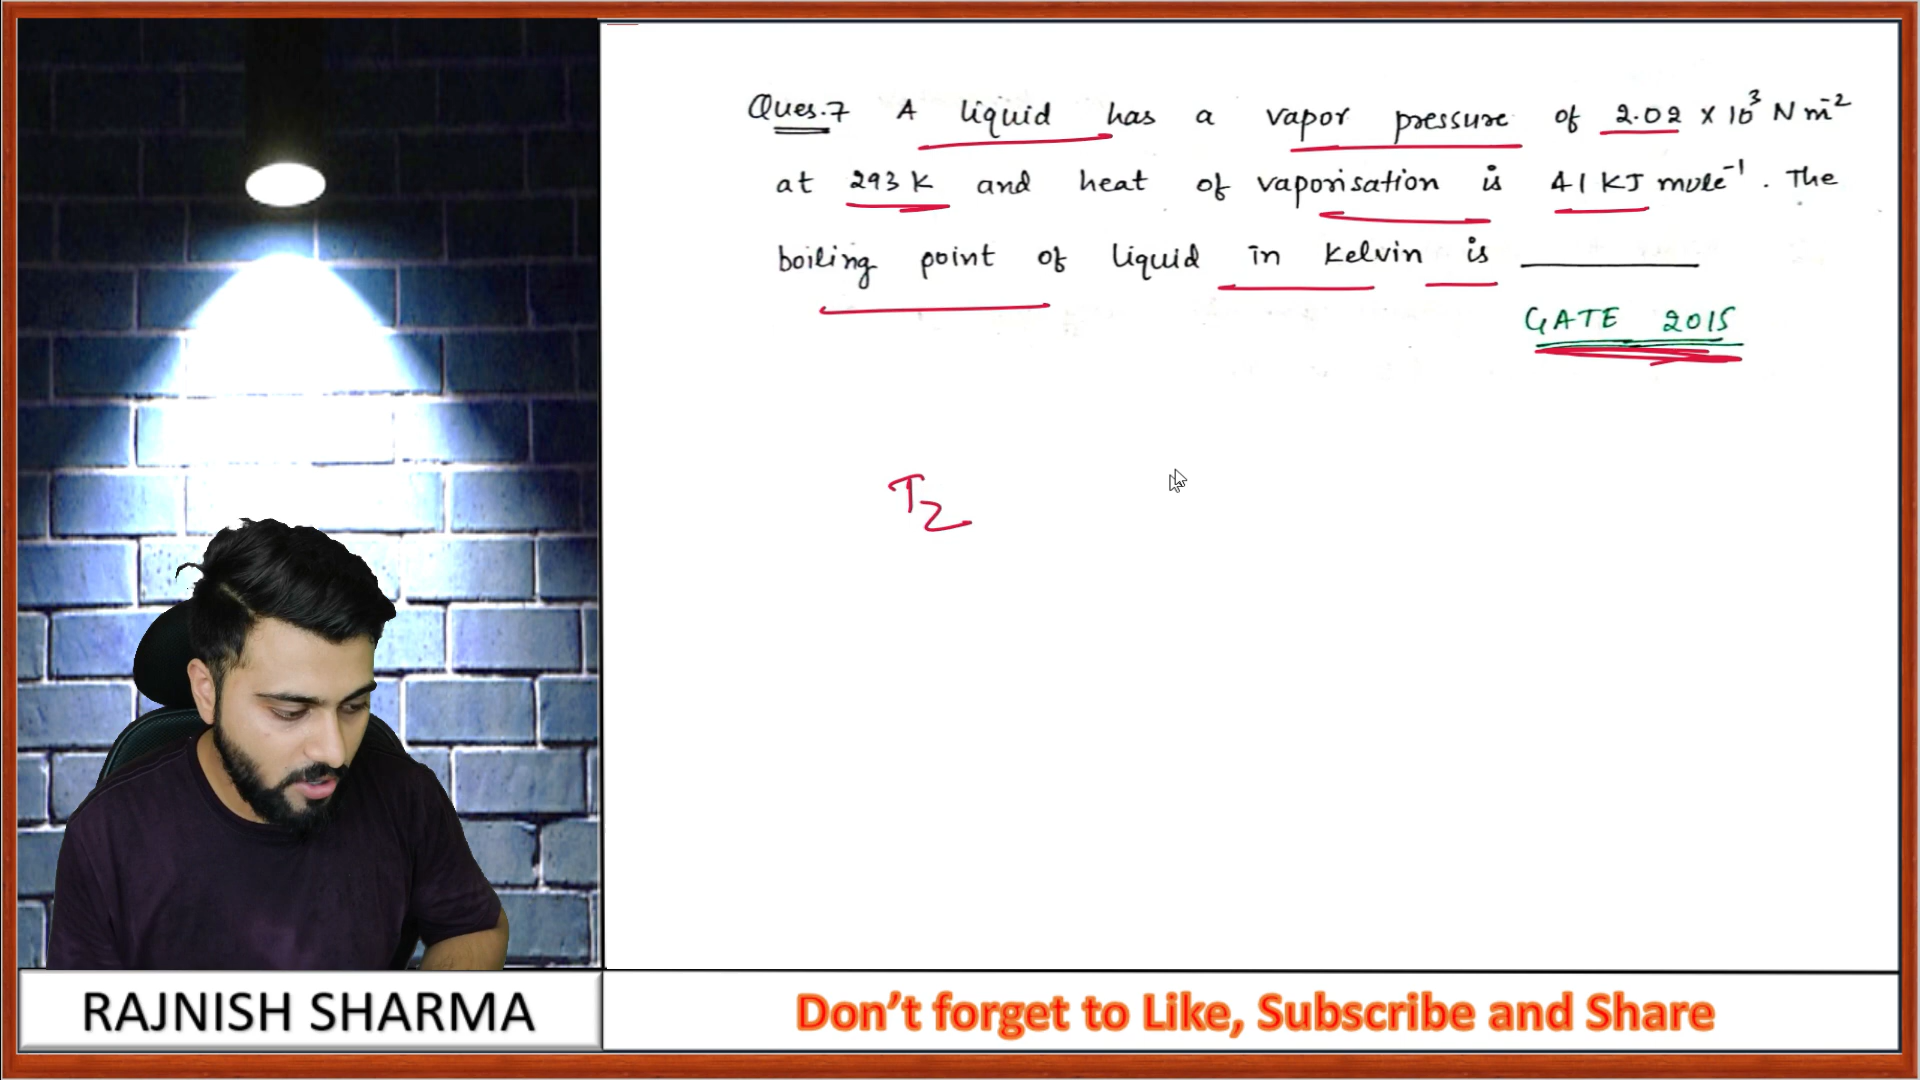 Ques.7 A liquid has a vapor pressure of 2.02 x 10³ N m⁻²
at 293 K and heat of vaporisation is 41 KJ mole⁻¹. The
boiling point of liquid in Kelvin is ________
GATE 2015
T₂
RAJNISH SHARMA
Don't forget to Like, Subscribe and Share